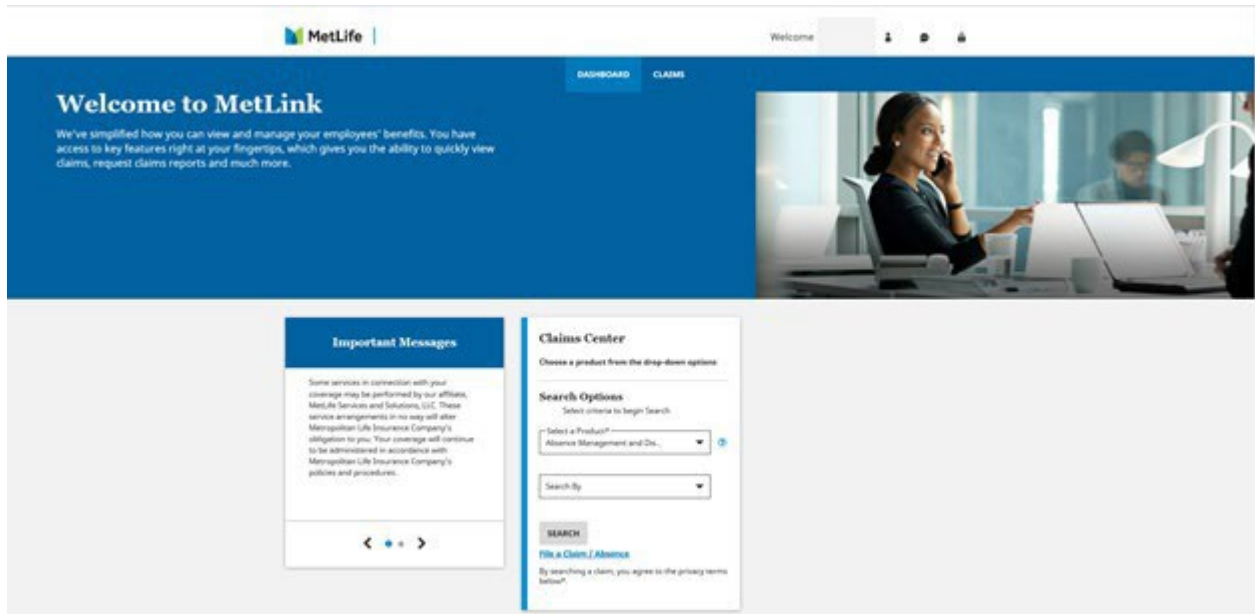 MetLife
Welcome
DASHBOARD CLAIMS
Welcome to MetLink
We've simplified how you can view and manage your employees' benefits. You have
access to key features right at your fingertips, which gives you the ability to quickly view
claims, request claims reports and much more.
Important Messages
Some services in connection with your
coverage may be performed by our affiliate,
MetLife Services and Solutions, LLC. These
service arrangements in no way will alter
Metropolitan Life Insurance Company's
obligation to you. Your coverage will continue
to be administered in accordance with
Metropolitan Life Insurance Company's
policies and procedures.
Claims Center
Choose a product from the drop-down options
Search Options
Select criteria to begin Search
Select a Product*
Absence Management and Dis...
Search By
SEARCH
File a Claim / Absence
By searching a claim, you agree to the privacy terms
below*.